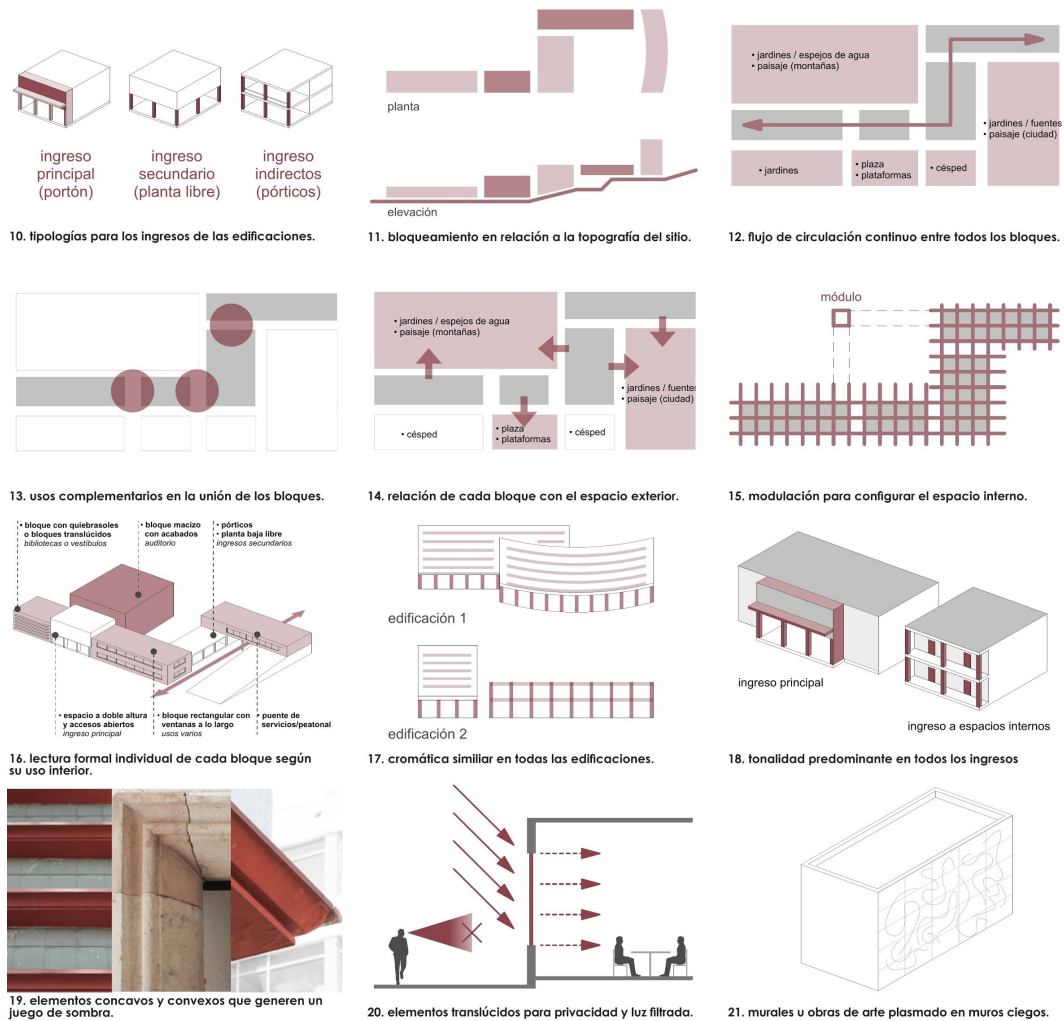 ingreso
principal
(portón)
ingreso
secundario
(planta libre)
ingreso
indirectos
(pórticos)
10. tipologías para los ingresos de las edificaciones.
planta
elevación
11. bloqueamiento en relación a la topografía del sitio.
• jardines / espejos de agua
• paisaje (montañas)
• jardines / fuentes
• paisaje (ciudad)
• jardines
• plaza
• plataformas
• césped
12. flujo de circulación continuo entre todos los bloques.
13. usos complementarios en la unión de los bloques.
• jardines / espejos de agua
• paisaje (montañas)
• jardines / fuentes
• paisaje (ciudad)
• césped
• plaza
• plataformas
• césped
14. relación de cada bloque con el espacio exterior.
módulo
15. modulación para configurar el espacio interno.
• bloque con quiebrasoles
o bloques translúcidos
bibliotecas o vestíbulos
• bloque macizo
con acabados
auditorio
• pórticos
• planta baja libre
ingresos secundarios
• espacio a doble altura
y accesos abiertos
ingreso principal
• bloque rectangular con
ventanas a lo largo
usos varios
• puente de
servicios/peatonal
16. lectura formal individual de cada bloque según
su uso interior.
edificación 1
edificación 2
17. cromática similiar en todas las edificaciones.
ingreso principal
ingreso a espacios internos
18. tonalidad predominante en todos los ingresos
19. elementos concavos y convexos que generen un
juego de sombra.
20. elementos translúcidos para privacidad y luz filtrada.
21. murales u obras de arte plasmado en muros ciegos.